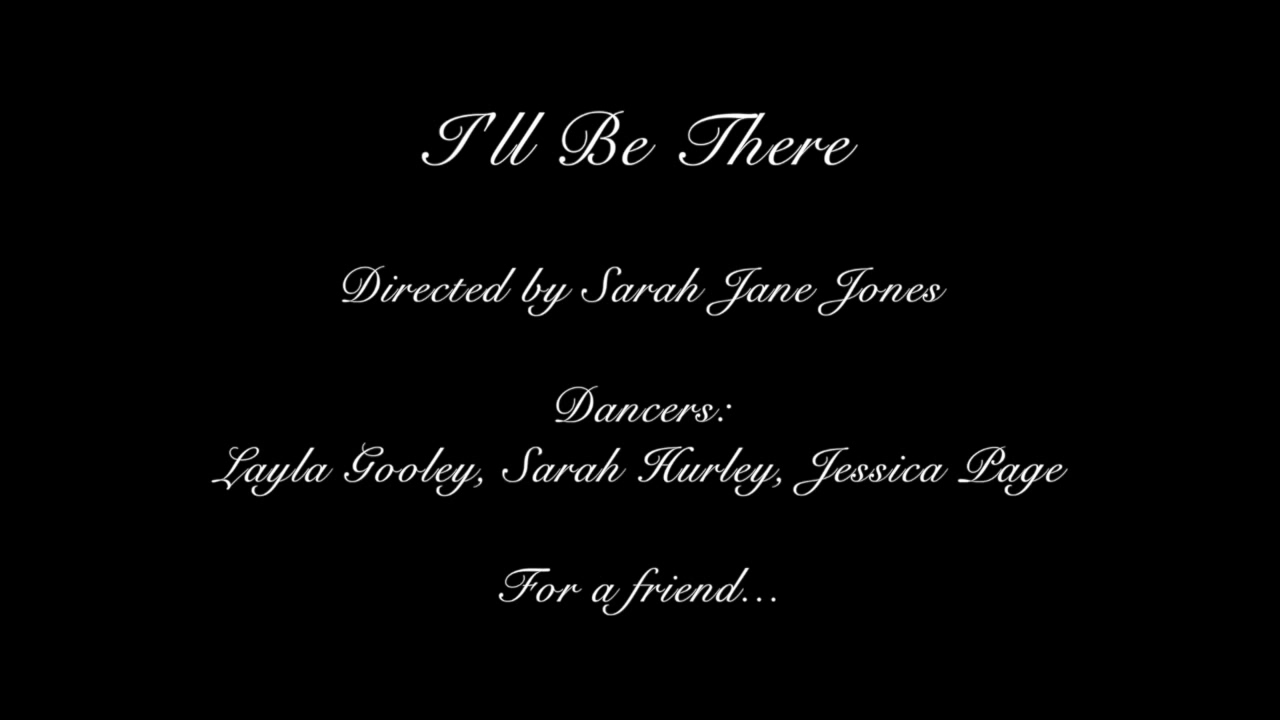 I'll Be There
Directed by Sarah Jane Jones
Dancers:
Layla Gooley, Sarah Hurley, Jessica Page
For a friend...